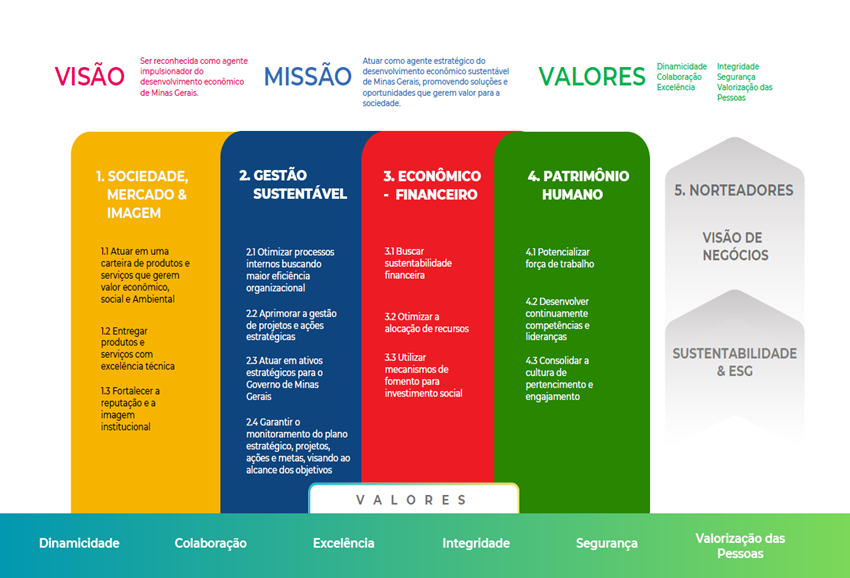 VISÃO
Ser reconhecida como agente
impulsionador do
desenvolvimento econômico
de Minas Gerais.
MISSÃO
Atuar como agente estratégico do
desenvolvimento econômico sustentável
de Minas Gerais, promovendo soluções e
oportunidades que gerem valor para a
sociedade.
VALORES
Dinamicidade
Colaboração
Excelência
Integridade
Segurança
Valorização das
Pessoas
1. SOCIEDADE,
MERCADO &
IMAGEM
1.1 Atuar em uma
carteira de produtos e
serviços que gerem
valor econômico,
social e Ambiental
1.2 Entregar
produtos e
serviços com
excelência técnica
1.3 Fortalecer a
reputação e a
imagem
institucional
2. GESTÃO
SUSTENTÁVEL
2.1 Otimizar processos
internos buscando
maior eficiência
organizacional
2.2 Aprimorar a gestão
de projetos e ações
estratégicas
2.3 Atuar em ativos
estratégicos para o
Governo de Minas
Gerais
2.4 Garantir o
monitoramento do plano
estratégico, projetos,
ações e metas, visando ao
alcance dos objetivos
3. ECONÔMICO
- FINANCEIRO
3.1 Buscar
sustentabilidade
financeira
3.2 Otimizar a
alocação de recursos
3.3 Utilizar
mecanismos de
fomento para
investimento social
4. PATRIMÔNIO
HUMANO
4.1 Potencializar
força de trabalho
4.2 Desenvolver
continuamente
competências e
lideranças
4.3 Consolidar a
cultura de
pertencimento e
engajamento
5. NORTEADORES
VISÃO DE
NEGÓCIOS
SUSTENTABILIDADE
& ESG
VALORES
Dinamicidade
Colaboração
Excelência
Integridade
Segurança
Valorização das
Pessoas